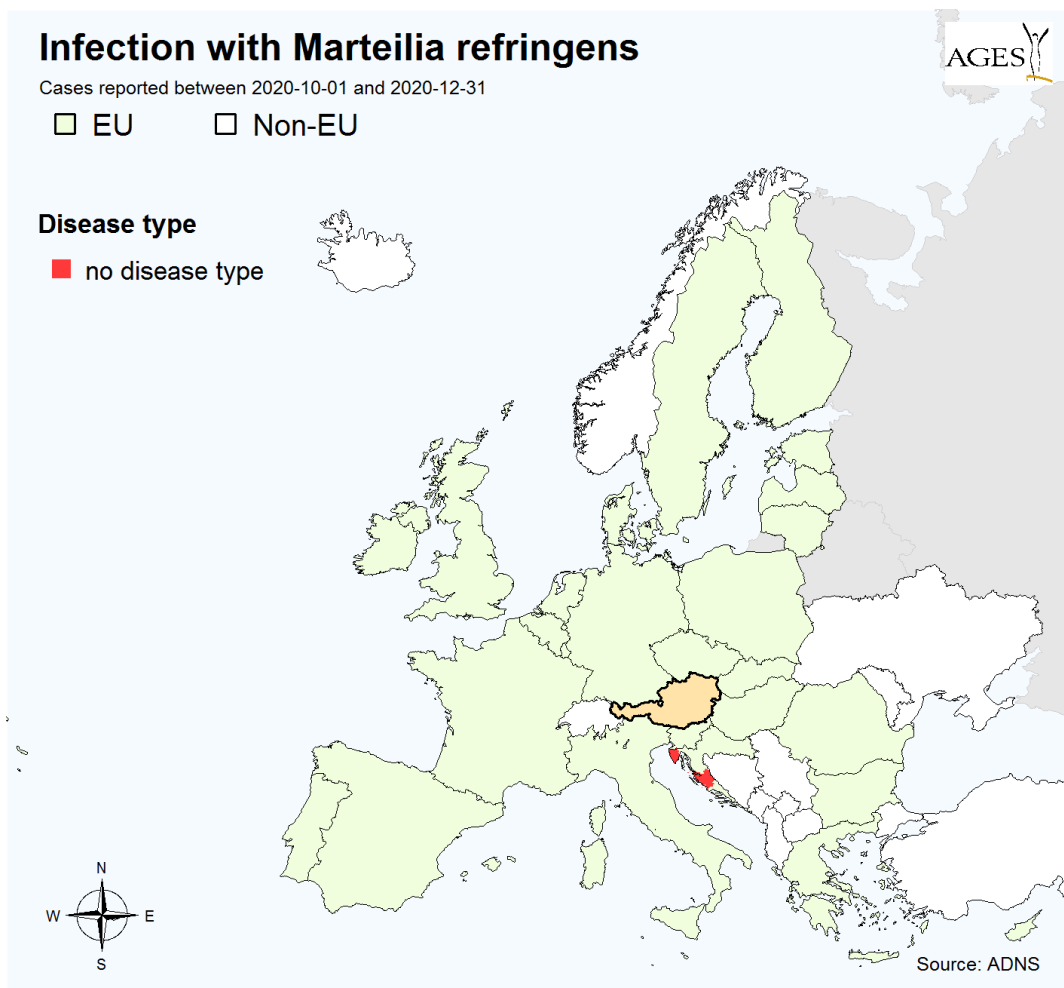 Infection with Marteilia refringens
AGES
Cases reported between 2020-10-01 and 2020-12-31
EU Non-EU
Disease type
no disease type
N
W E
S
Source: ADNS